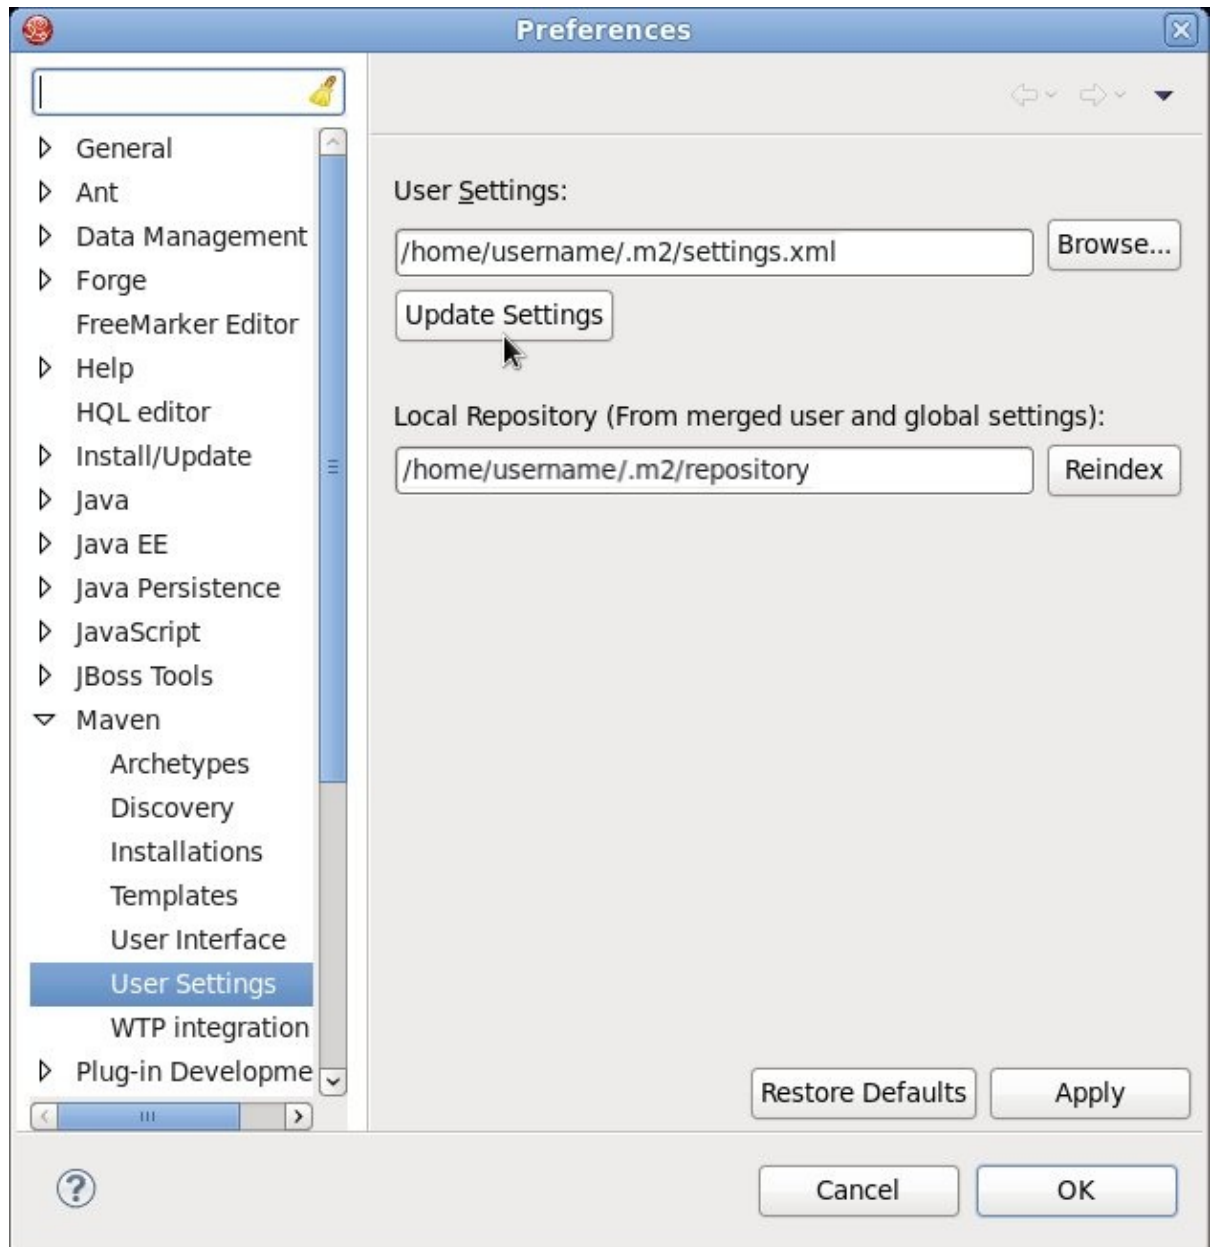 Preferences
General
Ant
Data Management
Forge
FreeMarker Editor
Help
HQL editor
Install/Update
Java
Java EE
Java Persistence
JavaScript
JBoss Tools
Maven
Archetypes
Discovery
Installations
Templates
User Interface
User Settings
WTP integration
Plug-in Developme
User Settings:
/home/username/.m2/settings.xml
Browse...
Update Settings
Local Repository (From merged user and global settings):
/home/username/.m2/repository
Reindex
Restore Defaults
Apply
?
Cancel
OK